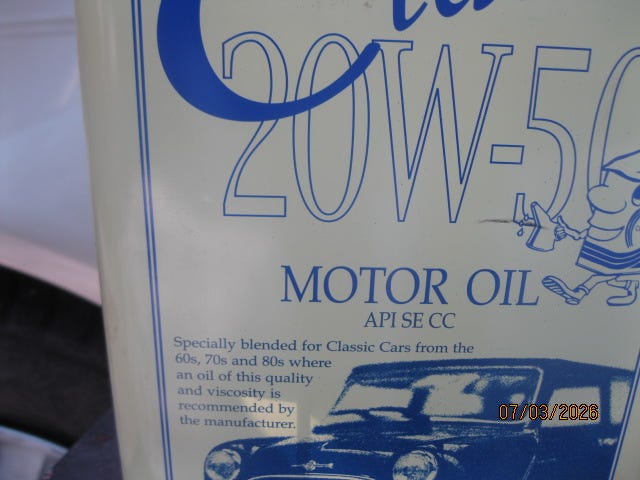 20W-50
MOTOR OIL
API SE CC
Specially blended for Classic Cars from the
60s, 70s and 80s where
an oil of this quality
and viscosity is
recommended by
the manufacturer.
07/03/2026